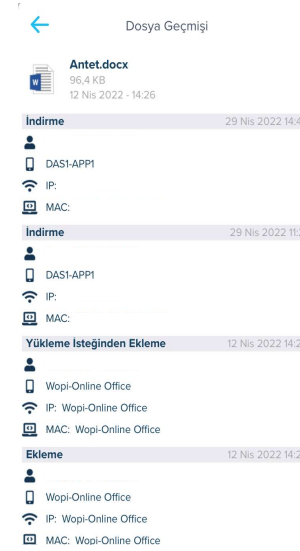 Dosya Geçmişi
Antet.docx
96,4 KB
12 Nis 2022 - 14:26
İndirme 29 Nis 2022 14:4
DAS1-APP1
IP:
MAC:
İndirme 29 Nis 2022 11:
DAS1-APP1
IP:
MAC:
Yükleme İsteğinden Ekleme 12 Nis 2022 14:2
Wopi-Online Office
IP: Wopi-Online Office
MAC: Wopi-Online Office
Ekleme 12 Nis 2022 14:2
Wopi-Online Office
IP: Wopi-Online Office
MAC: Wopi-Online Office